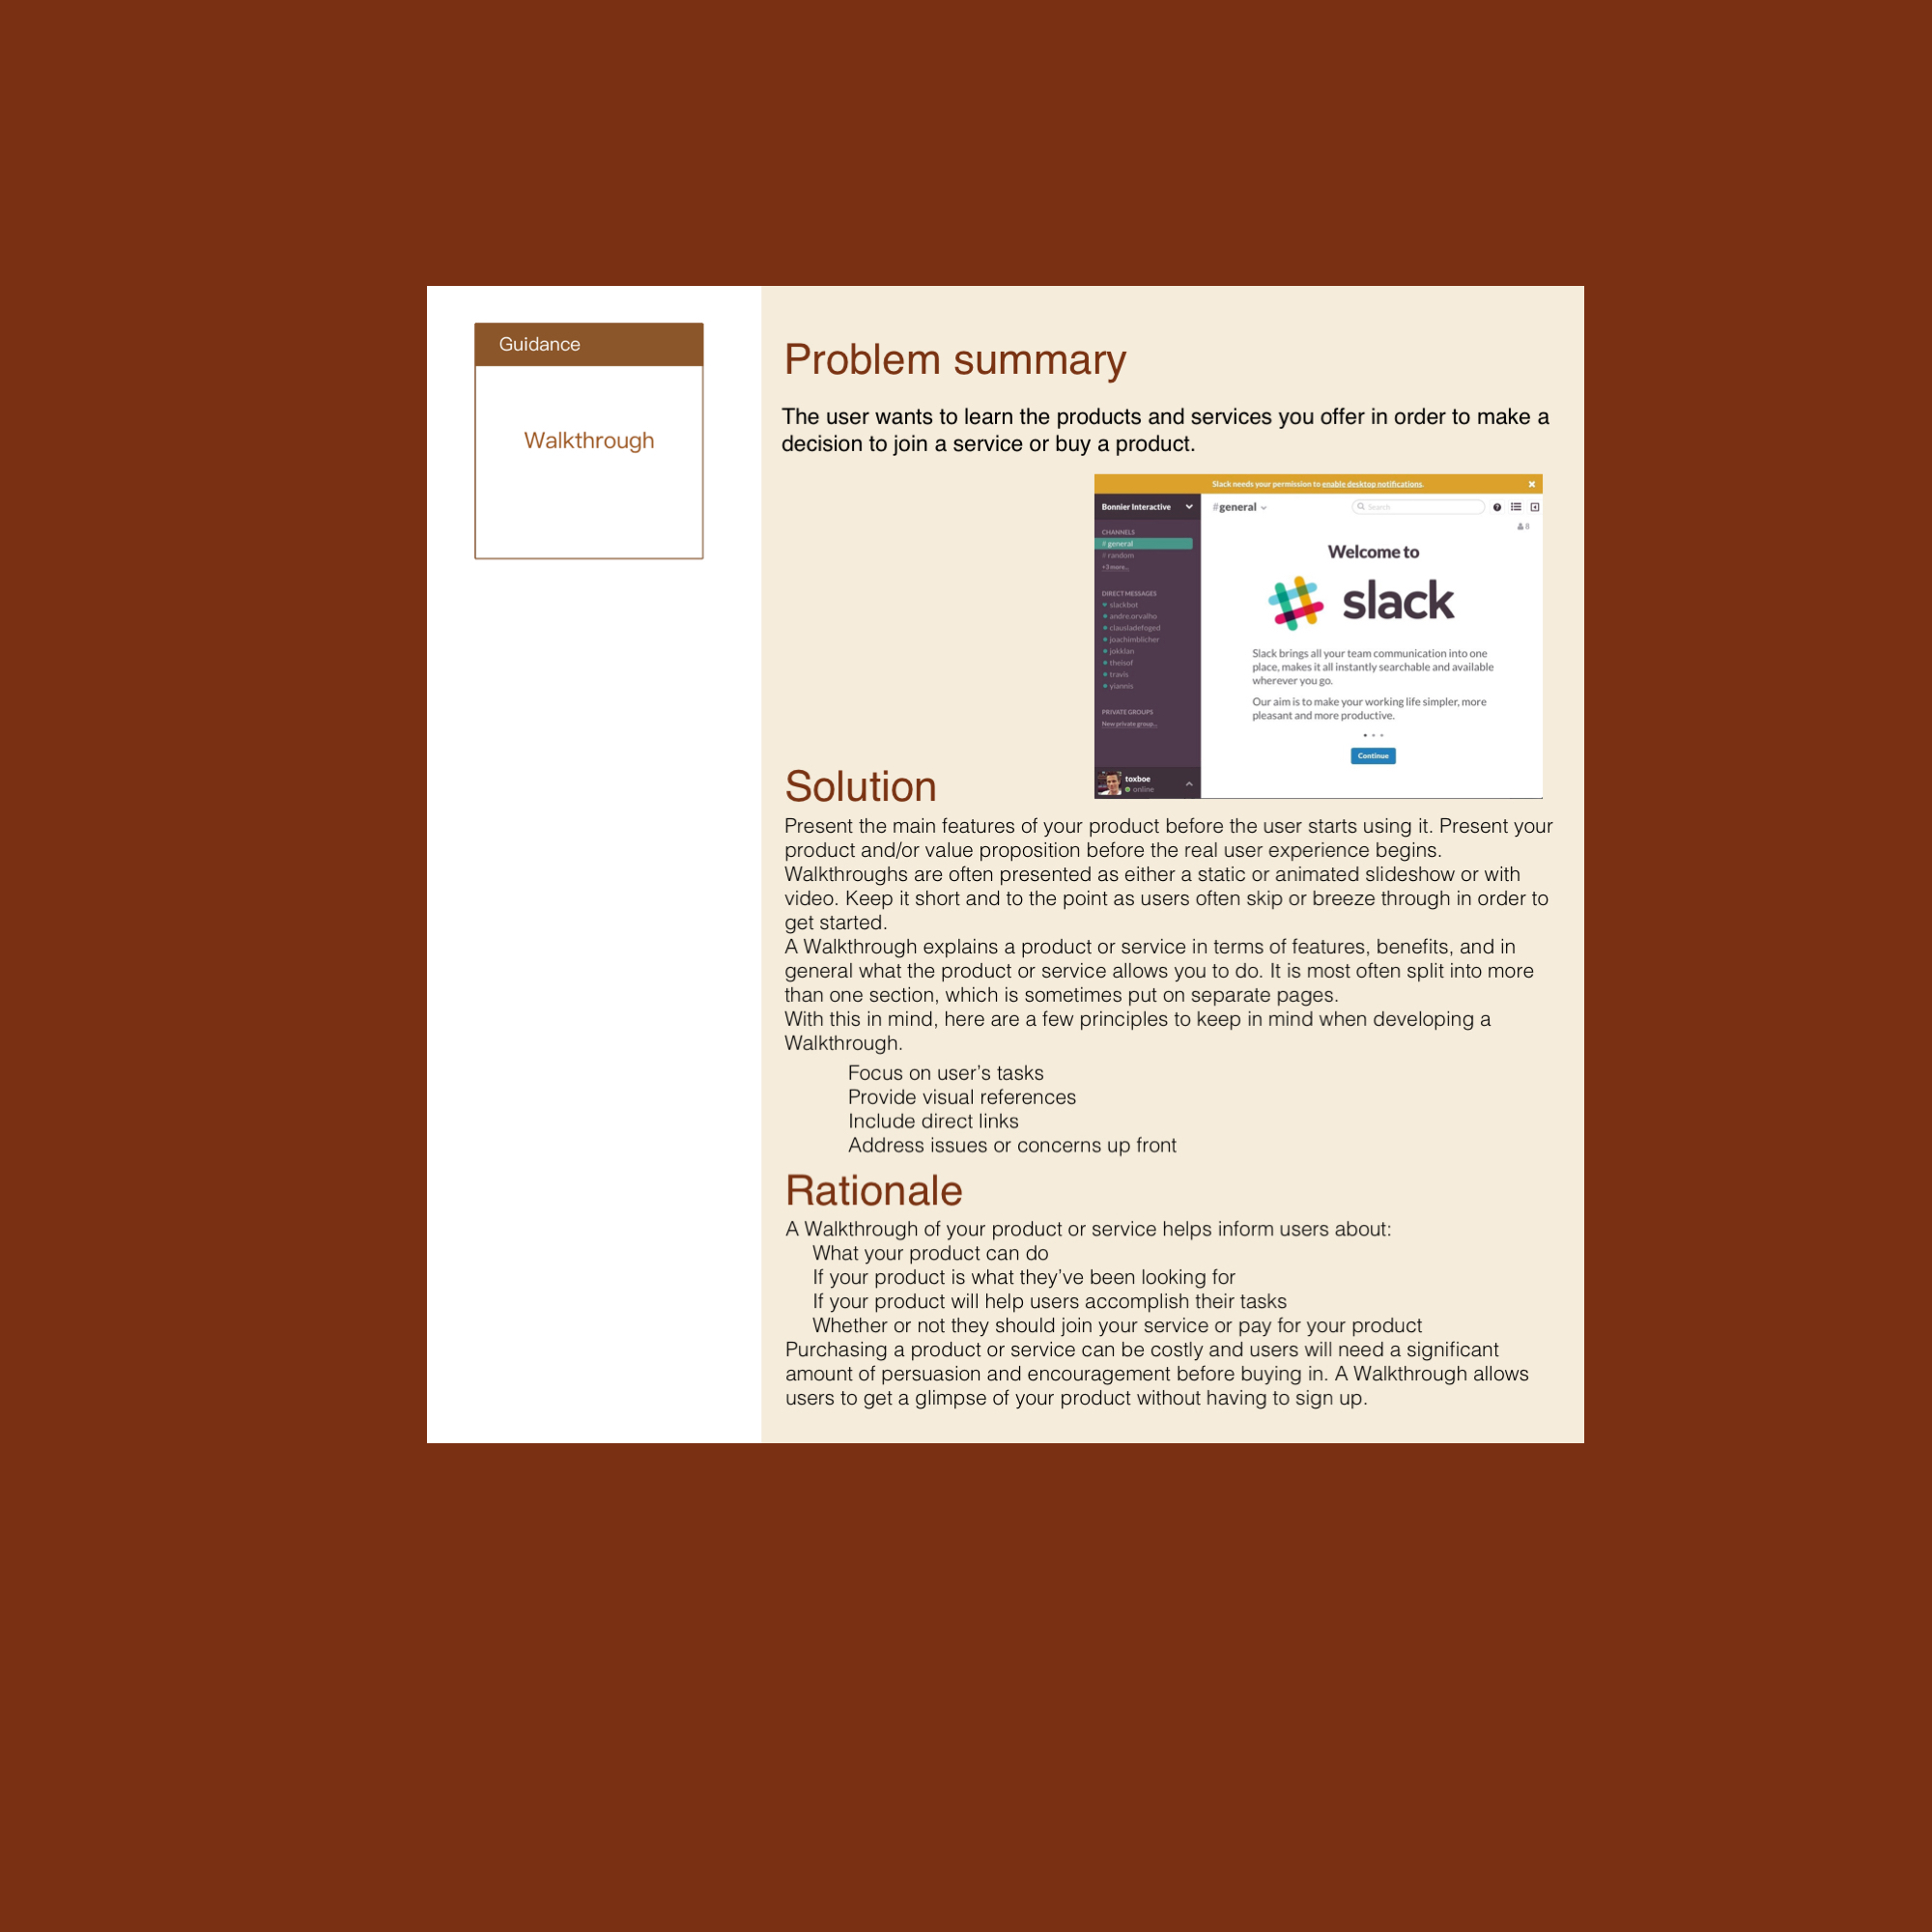 Guidance
Walkthrough
Problem summary
The user wants to learn the products and services you offer in order to make a
decision to join a service or buy a product.
Slack needs your permission to enable desktop notifications.
Bonnier Interactive
#general
Search
8
CHANNELS
# general
# random
+3 more...
DIRECT MESSAGES
slackbot
andre.orvalho
clausladefoged
joachimblicher
jokklan
theisof
travis
yiannis
PRIVATE GROUPS
New private group...
toxboe
online
Welcome to
slack
Slack brings all your team communication into one
place, makes it all instantly searchable and available
wherever you go.
Our aim is to make your working life simpler, more
pleasant and more productive.
Continue
Solution
Present the main features of your product before the user starts using it. Present your
product and/or value proposition before the real user experience begins.
Walkthroughs are often presented as either a static or animated slideshow or with
video. Keep it short and to the point as users often skip or breeze through in order to
get started.
A Walkthrough explains a product or service in terms of features, benefits, and in
general what the product or service allows you to do. It is most often split into more
than one section, which is sometimes put on separate pages.
With this in mind, here are a few principles to keep in mind when developing a
Walkthrough.
Focus on user’s tasks
Provide visual references
Include direct links
Address issues or concerns up front
Rationale
A Walkthrough of your product or service helps inform users about:
What your product can do
If your product is what they’ve been looking for
If your product will help users accomplish their tasks
Whether or not they should join your service or pay for your product
Purchasing a product or service can be costly and users will need a significant
amount of persuasion and encouragement before buying in. A Walkthrough allows
users to get a glimpse of your product without having to sign up.